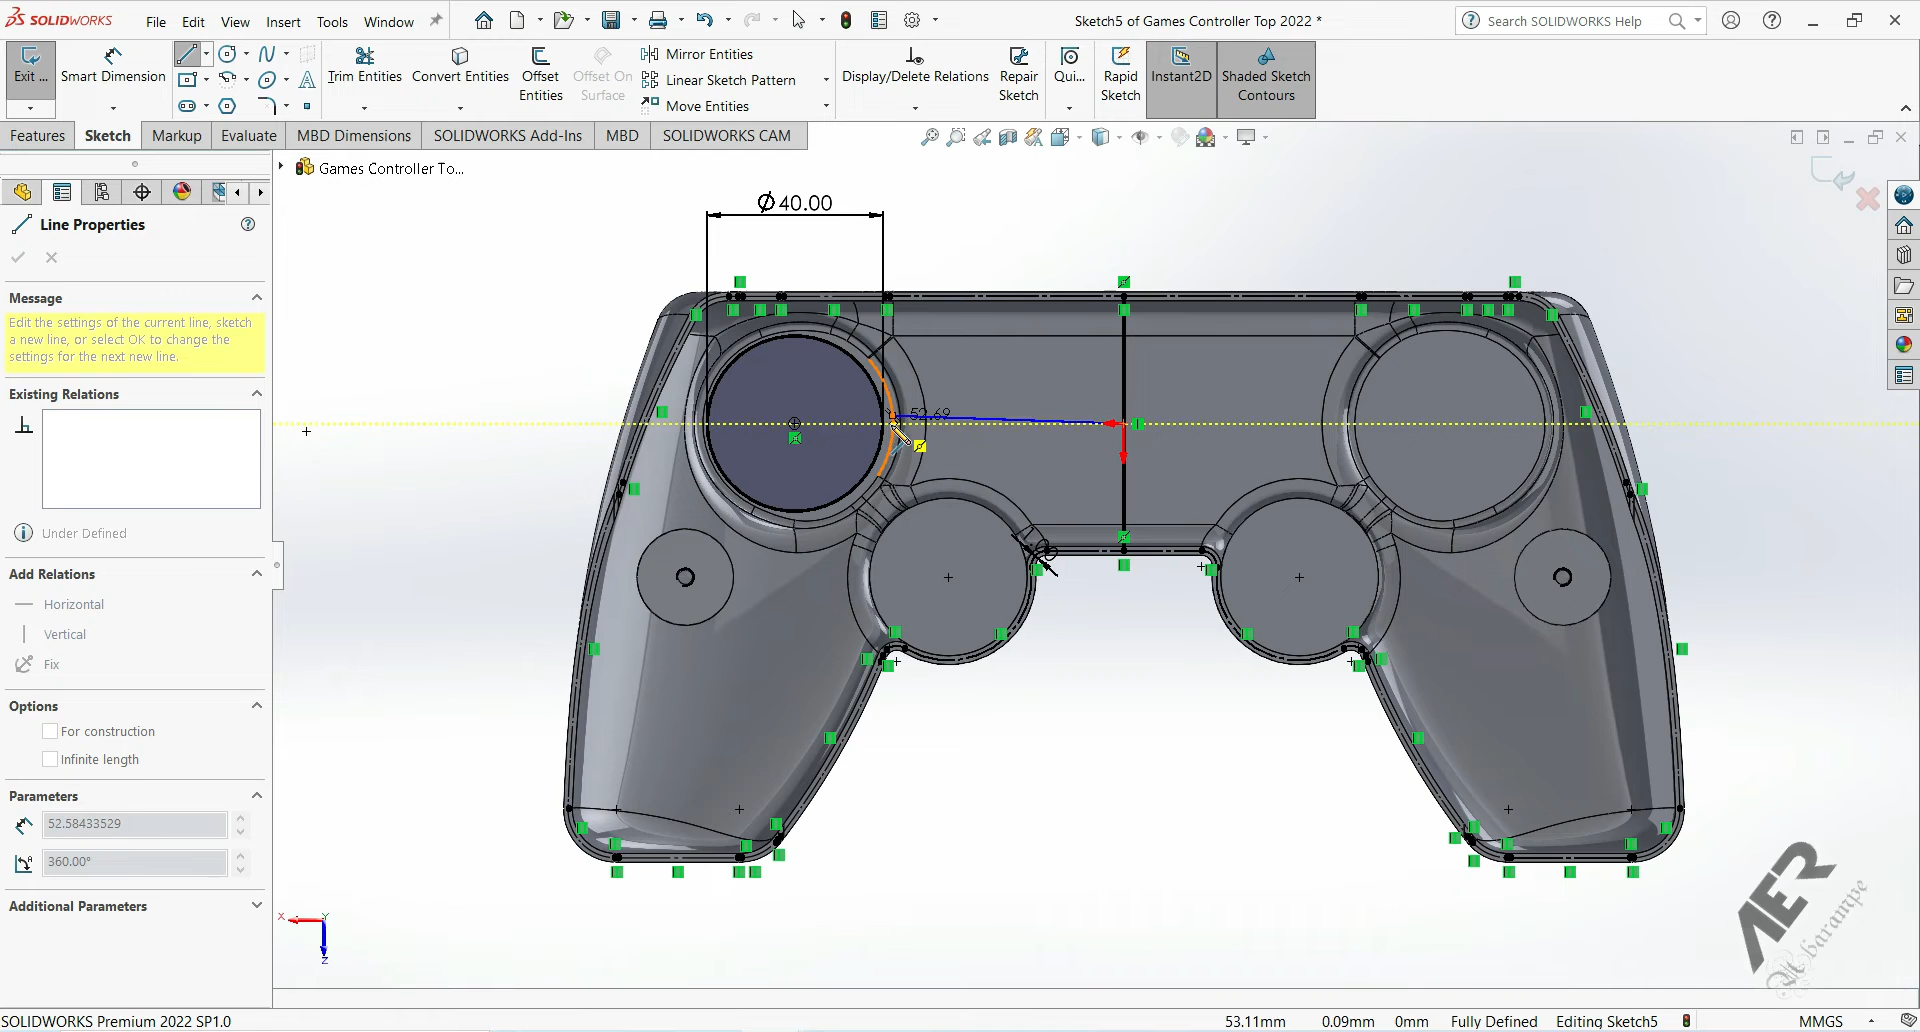 SOLIDWORKS
File Edit View Insert Tools Window
Sketch5 of Games Controller Top 2022 *
Search SOLIDWORKS Help
Exit ...
Smart Dimension
Trim Entities
Convert Entities
Offset Entities
Offset On Surface
Mirror Entities
Linear Sketch Pattern
Move Entities
Display/Delete Relations
Repair Sketch
Qui...
Rapid Sketch
Instant2D
Shaded Sketch Contours
Features Sketch Markup Evaluate MBD Dimensions SOLIDWORKS Add-Ins MBD SOLIDWORKS CAM
Games Controller To...
Line Properties
Message
Edit the settings of the current line, sketch
a new line, or select OK to change the
settings for the next new line.
Existing Relations
Under Defined
Add Relations
Horizontal
Vertical
Fix
Options
For construction
Infinite length
Parameters
52.58433529
360.00°
Additional Parameters
Ø40.00
52.69
X
Y
Z
AER
SOLIDWORKS Premium 2022 SP1.0
53.11mm 0.09mm 0mm Fully Defined Editing Sketch5 MMGS